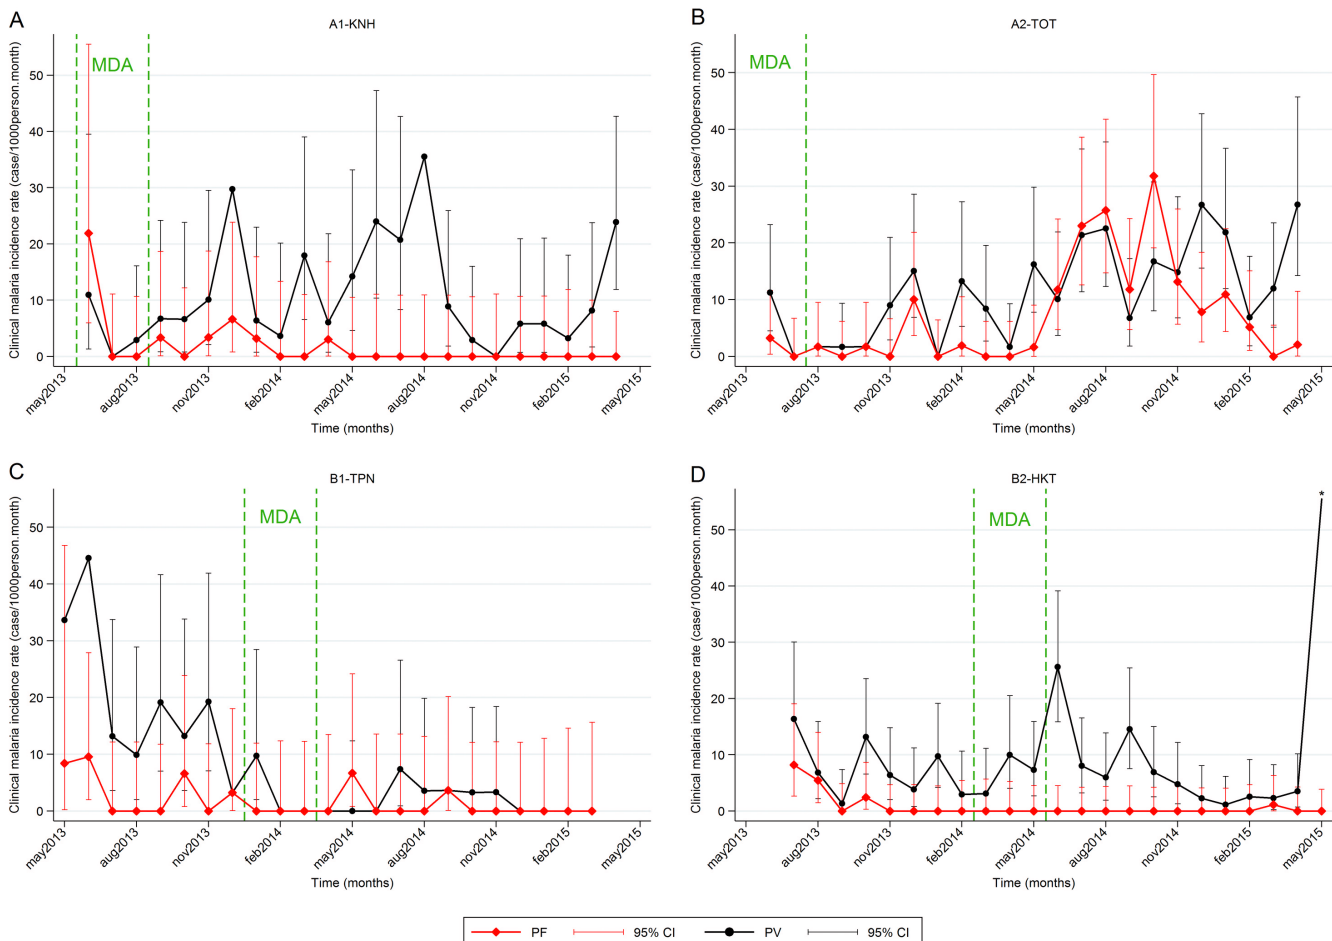 A
A1-KNH
MDA
Clinical malaria incidence rate (case/1000person.month)
50
40
30
20
10
0
may2013
aug2013
nov2013
feb2014
may2014
aug2014
nov2014
feb2015
may2015
Time (months)
B
A2-TOT
MDA
Clinical malaria incidence rate (case/1000person.month)
50
40
30
20
10
0
may2013
aug2013
nov2013
feb2014
may2014
aug2014
nov2014
feb2015
may2015
Time (months)
C
B1-TPN
MDA
Clinical malaria incidence rate (case/1000person.month)
50
40
30
20
10
0
may2013
aug2013
nov2013
feb2014
may2014
aug2014
nov2014
feb2015
may2015
Time (months)
D
B2-HKT
*
MDA
Clinical malaria incidence rate (case/1000person.month)
50
40
30
20
10
0
may2013
aug2013
nov2013
feb2014
may2014
aug2014
nov2014
feb2015
may2015
Time (months)
PF 95% CI PV 95% CI